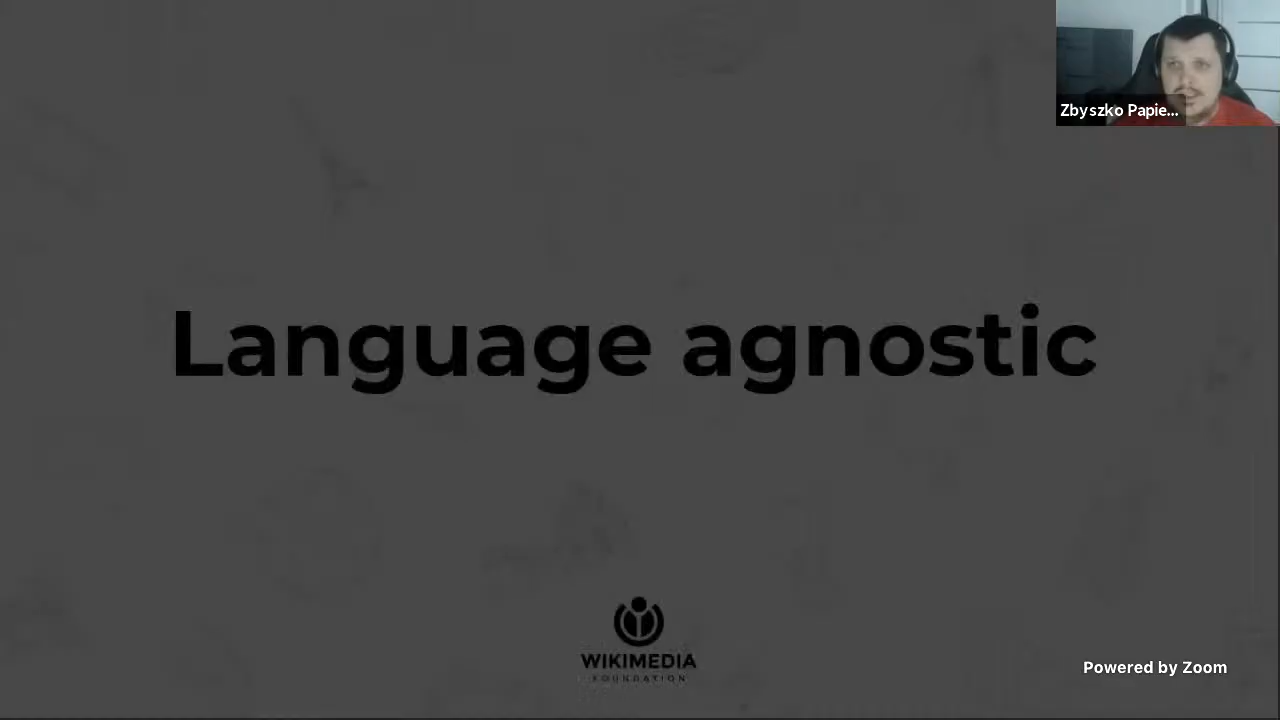 Zbyszko Papie...
Language agnostic
WIKIMEDIA
FOUNDATION
Powered by Zoom